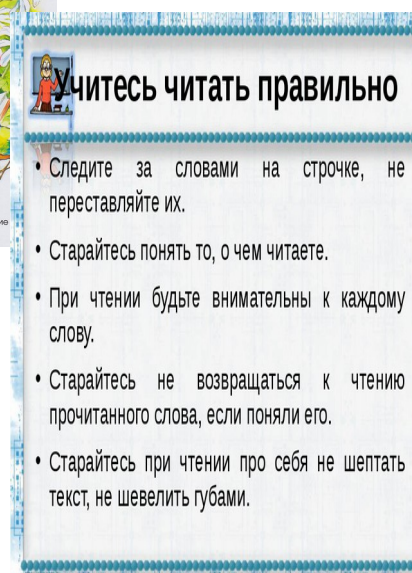 Учитесь читать правильно
• Следите за словами на строчке, не
переставляйте их.
• Старайтесь понять то, о чем читаете.
• При чтении будьте внимательны к каждому
слову.
• Старайтесь не возвращаться к чтению
прочитанного слова, если поняли его.
• Старайтесь при чтении про себя не шептать
текст, не шевелить губами.